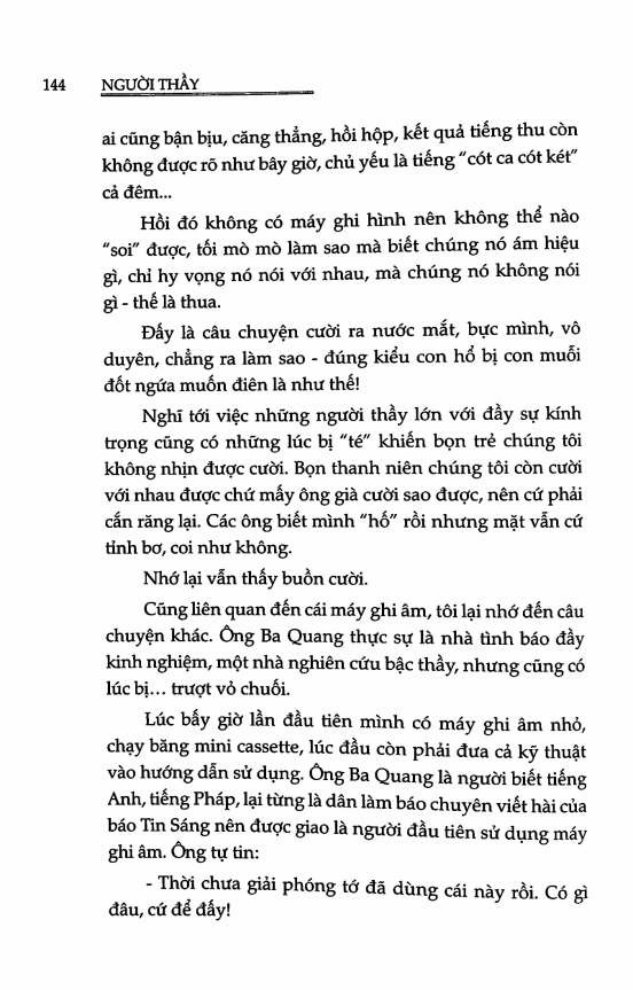 144 NGƯỜI THẦY
ai cũng bận bịu, căng thẳng, hồi hộp, kết quả tiếng thu còn
không được rõ như bây giờ, chủ yếu là tiếng "cót ca cót két"
cả đêm...
Hồi đó không có máy ghi hình nên không thể nào
"soi" được, tối mò mò làm sao mà biết chúng nó ám hiệu
gì, chỉ hy vọng nó nói với nhau, mà chúng nó không nói
gì - thế là thua.
Đấy là câu chuyện cười ra nước mắt, bực mình, vô
duyên, chẳng ra làm sao - đúng kiểu con hổ bị con muỗi
đốt ngứa muốn điên là như thế!
Nghĩ tới việc những người thầy lớn với đầy sự kính
trọng cũng có những lúc bị "té" khiến bọn trẻ chúng tôi
không nhịn được cười. Bọn thanh niên chúng tôi còn cười
với nhau được chứ mấy ông già cười sao được, nên cứ phải
cắn răng lại. Các ông biết mình "hố" rồi nhưng mặt vẫn cứ
tỉnh bơ, coi như không.
Nhớ lại vẫn thấy buồn cười.
Cũng liên quan đến cái máy ghi âm, tôi lại nhớ đến câu
chuyện khác. Ông Ba Quang thực sự là nhà tình báo đầy
kinh nghiệm, một nhà nghiên cứu bậc thầy, nhưng cũng có
lúc bị... trượt vỏ chuối.
Lúc bấy giờ lần đầu tiên mình có máy ghi âm nhỏ,
chạy băng mini cassette, lúc đầu còn phải đưa cả kỹ thuật
vào hướng dẫn sử dụng. Ông Ba Quang là người biết tiếng
Anh, tiếng Pháp, lại từng là dân làm báo chuyên viết hài của
báo Tin Sáng nên được giao là người đầu tiên sử dụng máy
ghi âm. Ông tự tin:
- Thời chưa giải phóng tớ đã dùng cái này rồi. Có gì
đâu, cứ để đấy!